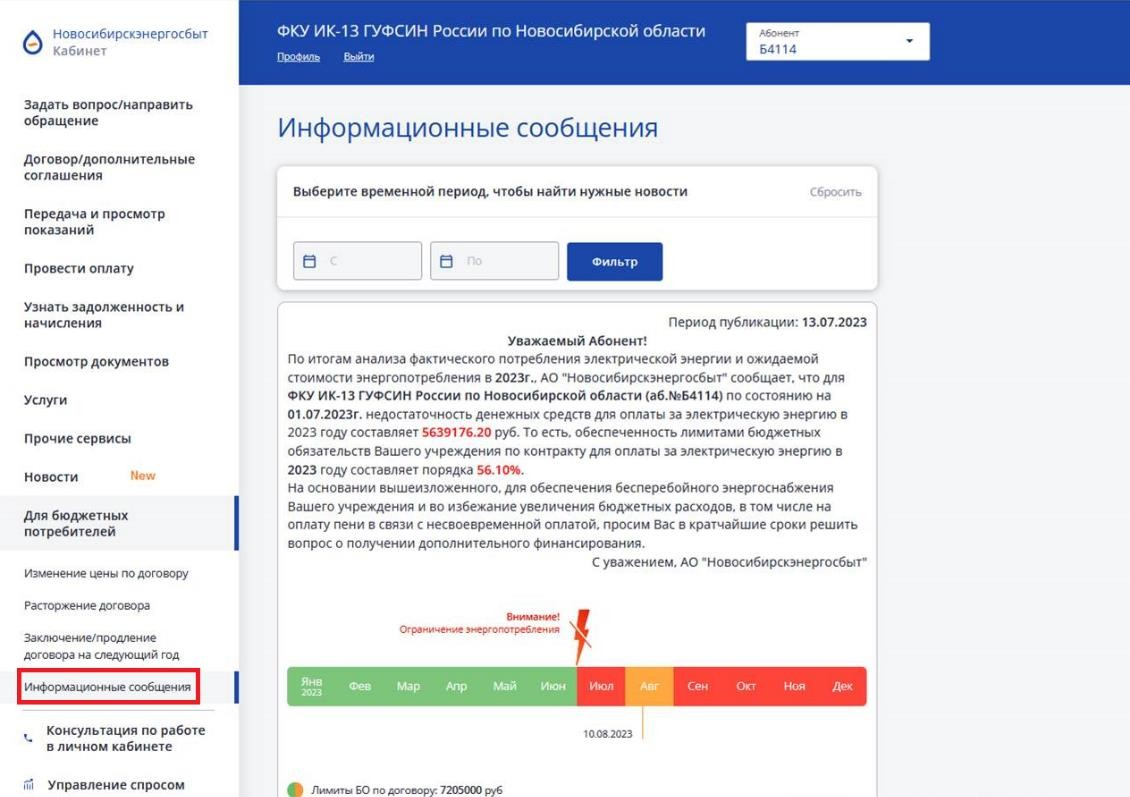 Новосибирскэнергосбыт
Кабинет
Задать вопрос/направить
обращение
Договор/дополнительные
соглашения
Передача и просмотр
показаний
Провести оплату
Узнать задолженность и
начисления
Просмотр документов
Услуги
Прочие сервисы
Новости New
Для бюджетных
потребителей
Изменение цены по договору
Расторжение договора
Заключение/продление
договора на следующий год
Информационные сообщения
Консультация по работе
в личном кабинете
Управление спросом
ФКУ ИК-13 ГУФСИН России по Новосибирской области
Профиль Выйти
Абонент
Б4114
Информационные сообщения
Выберите временной период, чтобы найти нужные новости Сбросить
С По Фильтр
Период публикации: 13.07.2023
Уважаемый Абонент!
По итогам анализа фактического потребления электрической энергии и ожидаемой
стоимости энергопотребления в 2023г., АО "Новосибирскэнергосбыт" сообщает, что для
ФКУ ИК-13 ГУФСИН России по Новосибирской области (аб.№Б4114) по состоянию на
01.07.2023г. недостаточность денежных средств для оплаты за электрическую энергию в
2023 году составляет 5639176.20 руб. То есть, обеспеченность лимитами бюджетных
обязательств Вашего учреждения по контракту для оплаты за электрическую энергию в
2023 году составляет порядка 56.10%.
На основании вышеизложенного, для обеспечения бесперебойного энергоснабжения
Вашего учреждения и во избежание увеличения бюджетных расходов, в том числе на
оплату пени в связи с несвоевременной оплатой, просим Вас в кратчайшие сроки решить
вопрос о получении дополнительного финансирования.
С уважением, АО "Новосибирскэнергосбыт"
Внимание!
Ограничение энергопотребления
Янв Фев Мар Апр Май Июн Июл Авг Сен Окт Ноя Дек
2023
10.08.2023
Лимиты БО по договору: 7205000 руб